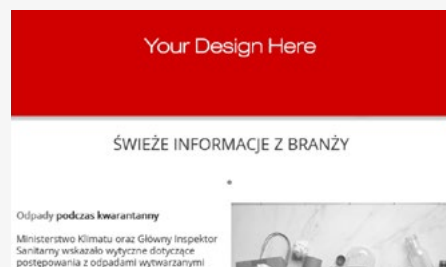 Your Design Here
ŚWIEŻE INFORMACJE Z BRANŻY
Odpady podczas kwarantanny
Ministerstwo Klimatu oraz Główny Inspektor
Sanitarny wskazało wytyczne dotyczące
postępowania z odpadami wytwarzanymi